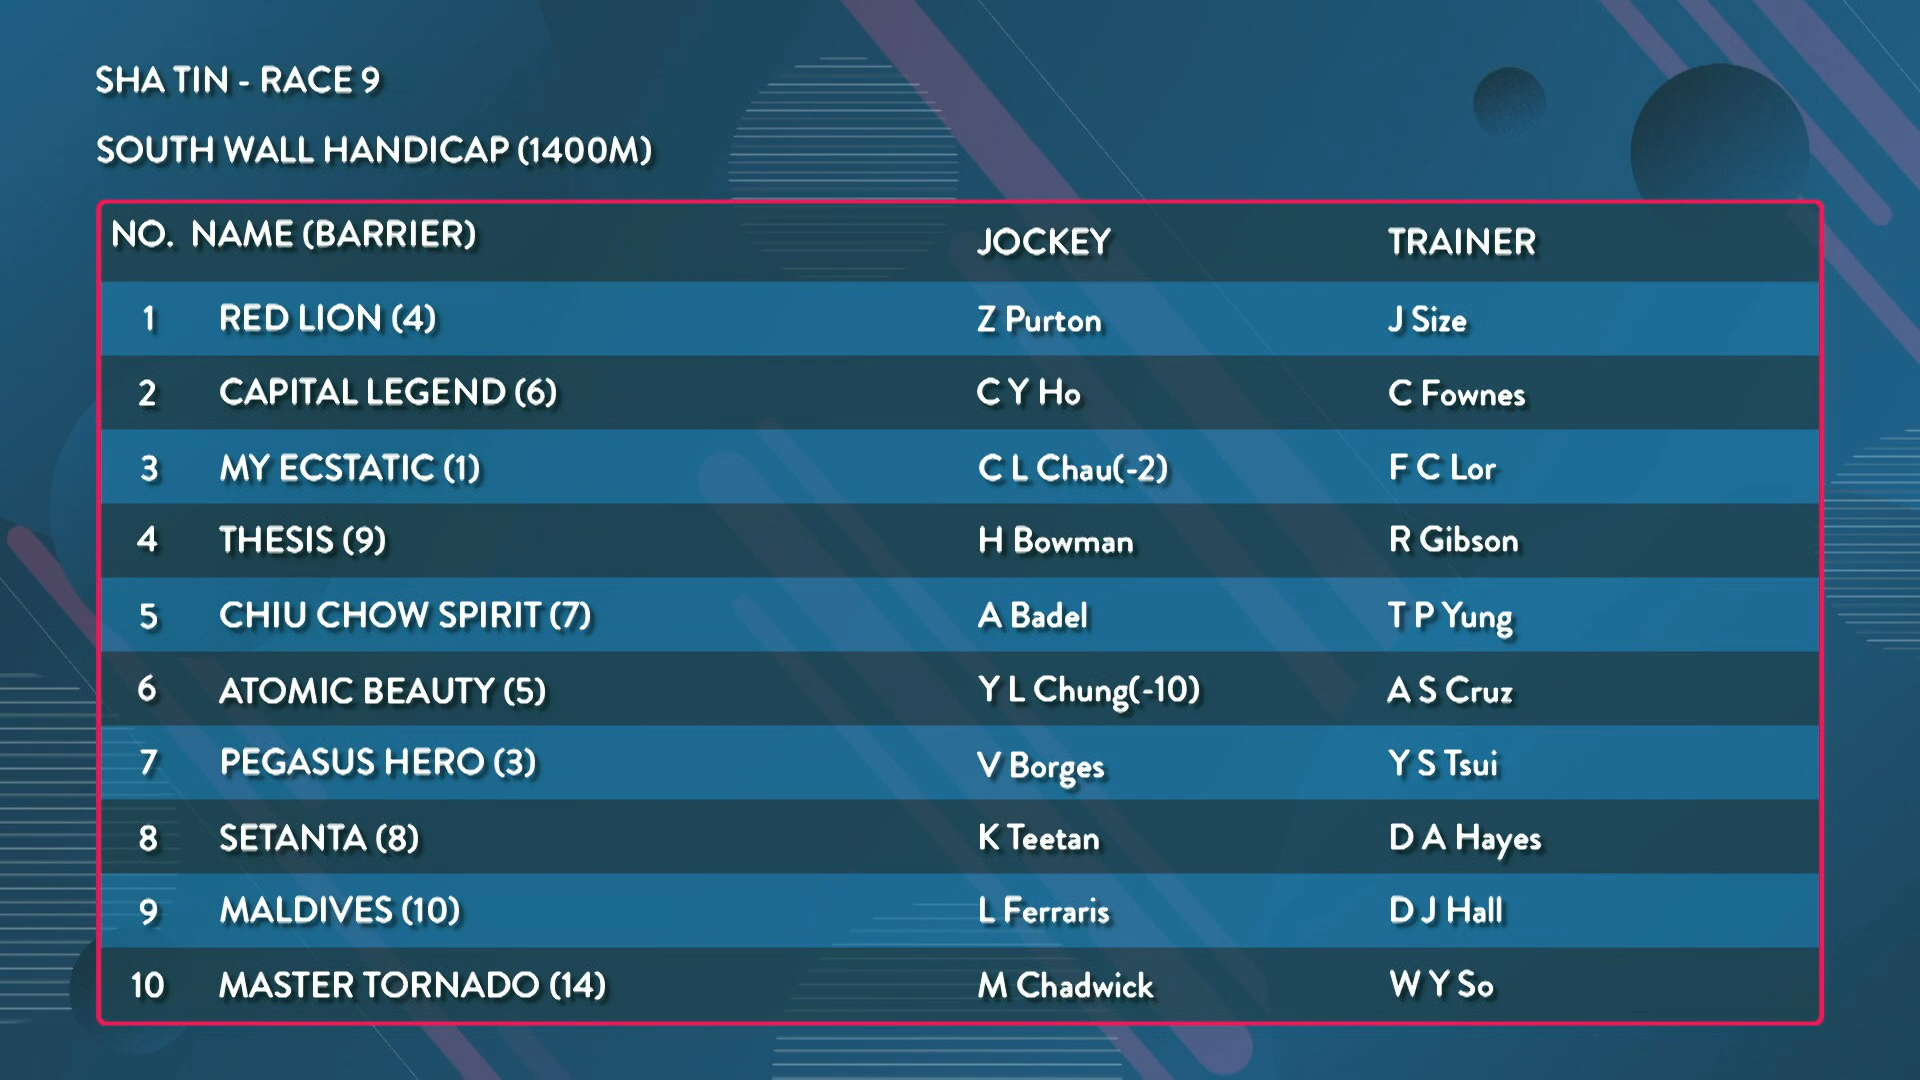 SHA TIN - RACE 9
SOUTH WALL HANDICAP (1400M)
NO. NAME (BARRIER) JOCKEY TRAINER
1 RED LION (4) Z Purton J Size
2 CAPITAL LEGEND (6) C Y Ho C Fownes
3 MY ECSTATIC (1) C L Chau(-2) F C Lor
4 THESIS (9) H Bowman R Gibson
5 CHIU CHOW SPIRIT (7) A Badel T P Yung
6 ATOMIC BEAUTY (5) Y L Chung(-10) A S Cruz
7 PEGASUS HERO (3) V Borges Y S Tsui
8 SETANTA (8) K Teetan D A Hayes
9 MALDIVES (10) L Ferraris D J Hall
10 MASTER TORNADO (14) M Chadwick W Y So